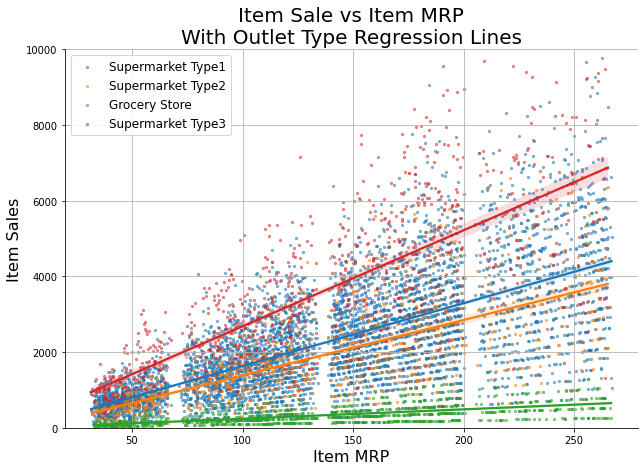 Item Sale vs Item MRP
With Outlet Type Regression Lines
Supermarket Type1
Supermarket Type2
Grocery Store
Supermarket Type3
10000
8000
6000
4000
2000
0
Item Sales
50
100
150
200
250
Item MRP